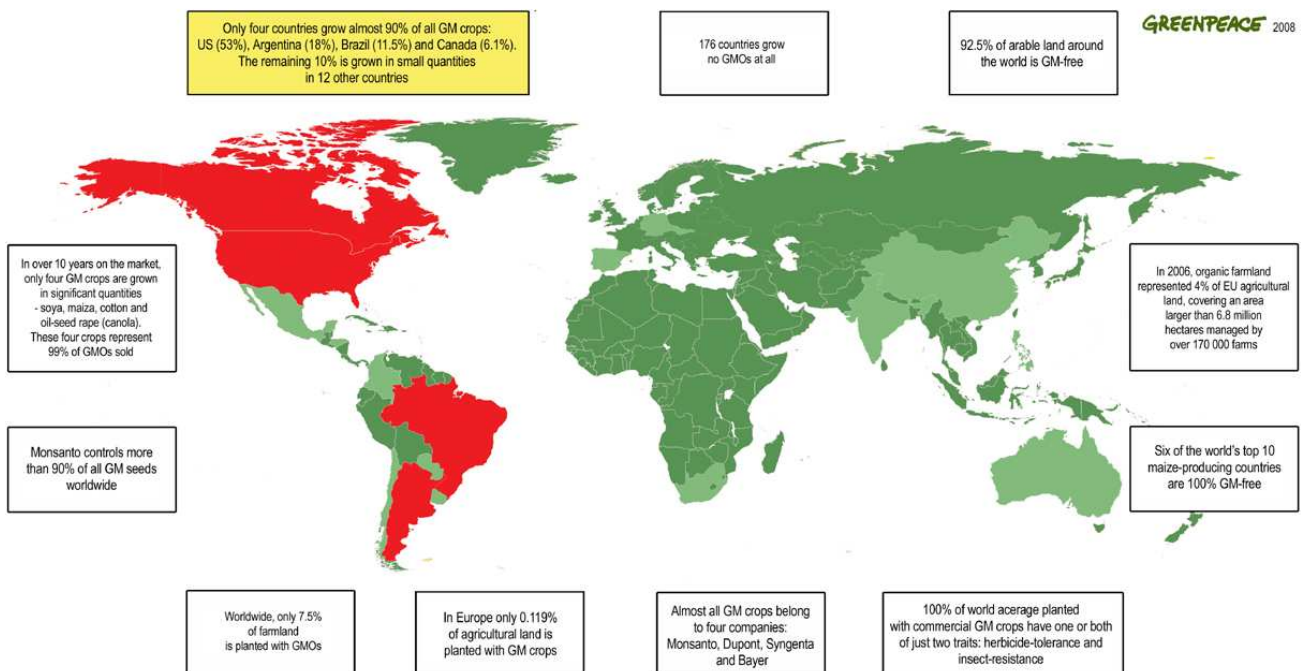 Only four countries grow almost 90% of all GM crops:
US (53%), Argentina (18%), Brazil (11.5%) and Canada (6.1%).
The remaining 10% is grown in small quantities
in 12 other countries
176 countries grow
no GMOs at all
92.5% of arable land around
the world is GM-free
GREENPEACE 2008
In over 10 years on the market,
only four GM crops are grown
in significant quantities
- soya, maiza, cotton and
oil-seed rape (canola).
These four crops represent
99% of GMOs sold
In 2006, organic farmland
represented 4% of EU agricultural
land, covering an area
larger than 6.8 million
hectares managed by
over 170 000 farms
Monsanto controls more
than 90% of all GM seeds
worldwide
Six of the world's top 10
maize-producing countries
are 100% GM-free
Worldwide, only 7.5%
of farmland
is planted with GMOs
In Europe only 0.119%
of agricultural land is
planted with GM crops
Almost all GM crops belong
to four companies:
Monsanto, Dupont, Syngenta
and Bayer
100% of world acerage planted
with commercial GM crops have one or both
of just two traits: herbicide-tolerance and
insect-resistance